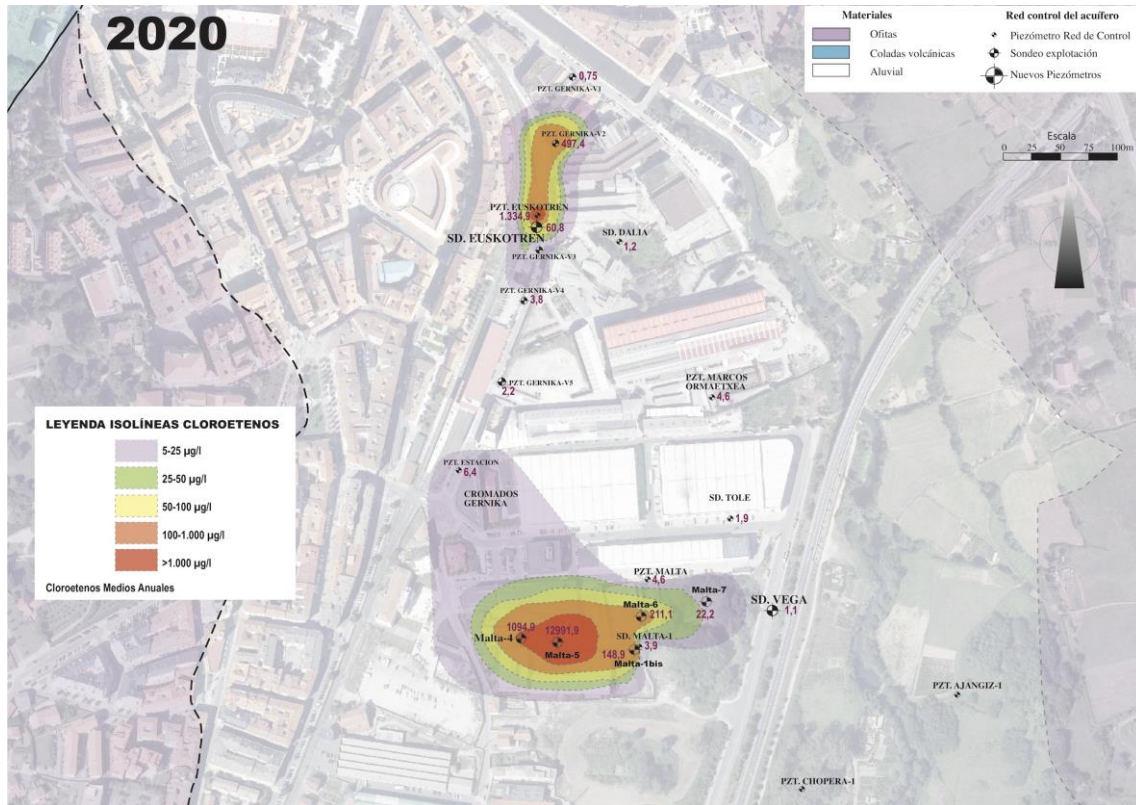 2020
Materiales
Ofitas
Coladas volcánicas
Aluvial
Red control del acuífero
Piezómetro Red de Control
Sondeo explotación
Nuevos Piezómetros
Escala
0 25 50 75 100m
0,75
PZT. GERNIKA-V1
PZT. GERNIKA-V2
497,4
PZT. EUSKOTREN
1.334,9
60,8
SD. EUSKOTREN
SD. DALIA
1,2
PZT. GERNIKA-V3
PZT. GERNIKA-V4
3,8
PZT. GERNIKA-V5
2,2
PZT. MARCOS
ORMAETXEA
4,6
LEYENDA ISOLÍNEAS CLOROETENOS
5-25 µg/l
25-50 µg/l
50-100 µg/l
100-1.000 µg/l
>1.000 µg/l
Cloroetenos Medios Anuales
PZT. ESTACION
6,4
CROMADOS
GERNIKA
SD. TOLE
1,9
PZT. MALTA
4,6
Malta-7
22,2
SD. VEGA
1,1
Malta-6
211,1
1094,9
Malta-4
12991,9
Malta-5
SD. MALTA-1
3,9
148,9
Malta-1bis
PZT. AJANGIZ-1
PZT. CHOPERA-1